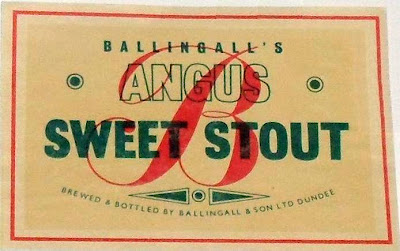 BALLINGALL'S
B
ANGUS
SWEET STOUT
BREWED & BOTTLED BY BALLINGALL & SON LTD DUNDEE